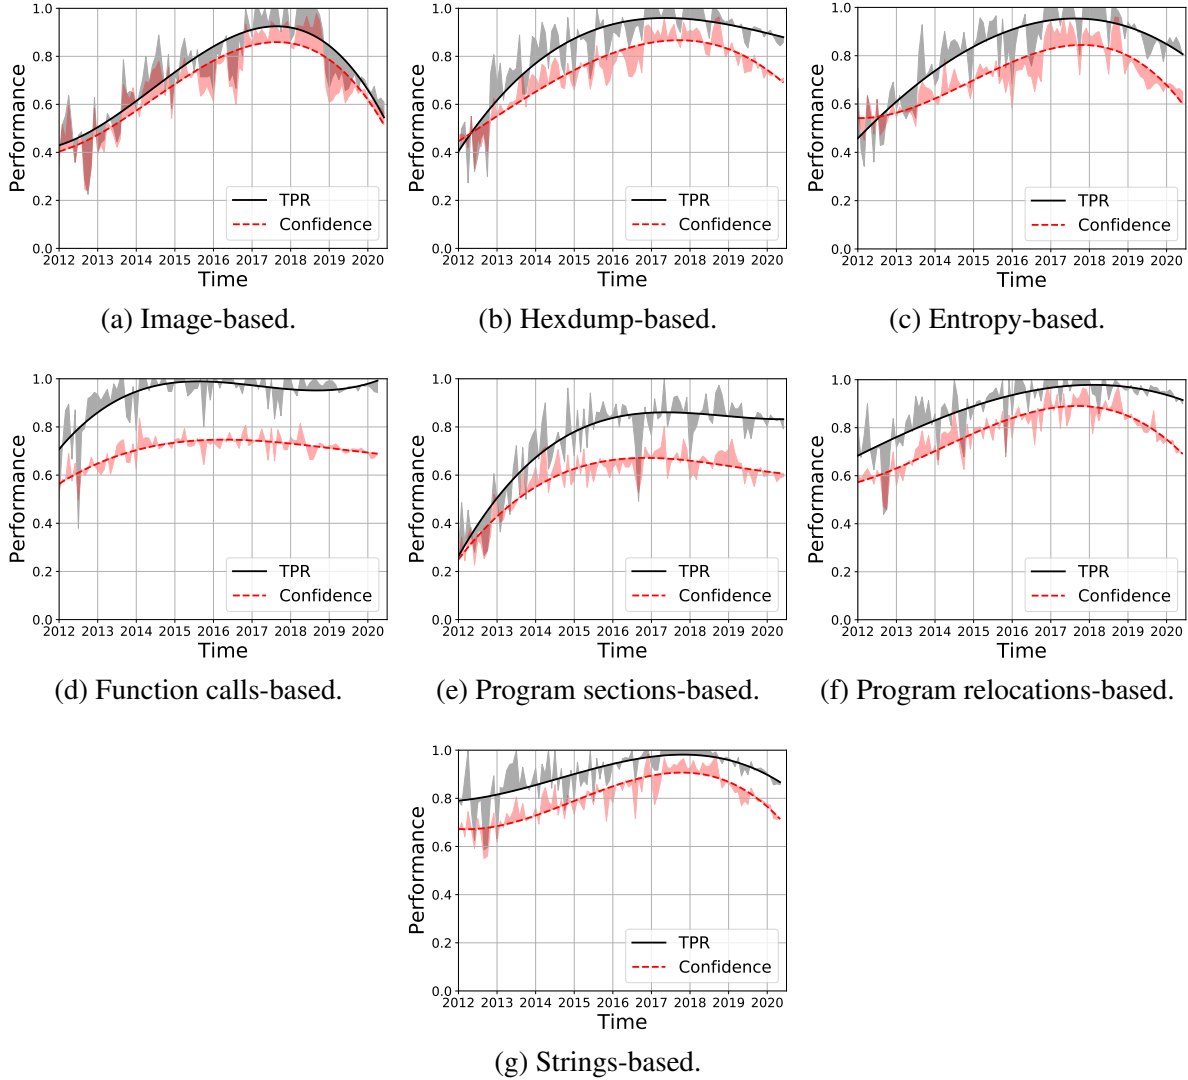 1.0
0.8
0.6
0.4
0.2
0.0
Performance
TPR
Confidence
2012 2013 2014 2015 2016 2017 2018 2019 2020
Time
(a) Image-based.
1.0
0.8
0.6
0.4
0.2
0.0
Performance
TPR
Confidence
2012 2013 2014 2015 2016 2017 2018 2019 2020
Time
(b) Hexdump-based.
1.0
0.8
0.6
0.4
0.2
0.0
Performance
TPR
Confidence
2012 2013 2014 2015 2016 2017 2018 2019 2020
Time
(c) Entropy-based.
1.0
0.8
0.6
0.4
0.2
0.0
Performance
TPR
Confidence
2012 2013 2014 2015 2016 2017 2018 2019 2020
Time
(d) Function calls-based.
1.0
0.8
0.6
0.4
0.2
0.0
Performance
TPR
Confidence
2012 2013 2014 2015 2016 2017 2018 2019 2020
Time
(e) Program sections-based.
1.0
0.8
0.6
0.4
0.2
0.0
Performance
TPR
Confidence
2012 2013 2014 2015 2016 2017 2018 2019 2020
Time
(f) Program relocations-based.
1.0
0.8
0.6
0.4
0.2
0.0
Performance
TPR
Confidence
2012 2013 2014 2015 2016 2017 2018 2019 2020
Time
(g) Strings-based.